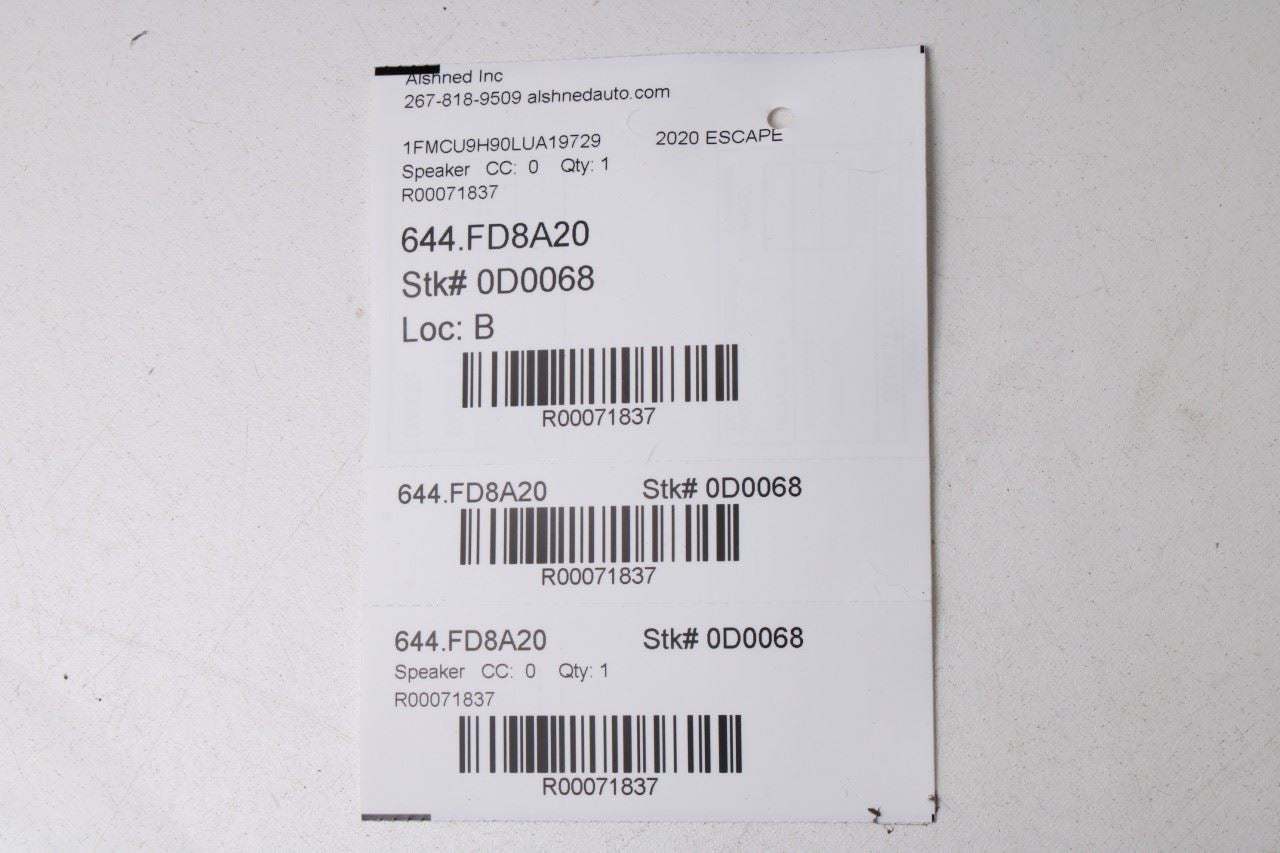 Alshned Inc
267-818-9509 alshnedauto.com
1FMCU9H90LUA19729 2020 ESCAPE
Speaker CC: 0 Qty: 1
R00071837
644.FD8A20
Stk# 0D0068
Loc: B
R00071837
644.FD8A20 Stk# 0D0068
R00071837
644.FD8A20 Stk# 0D0068
Speaker CC: 0 Qty: 1
R00071837
R00071837